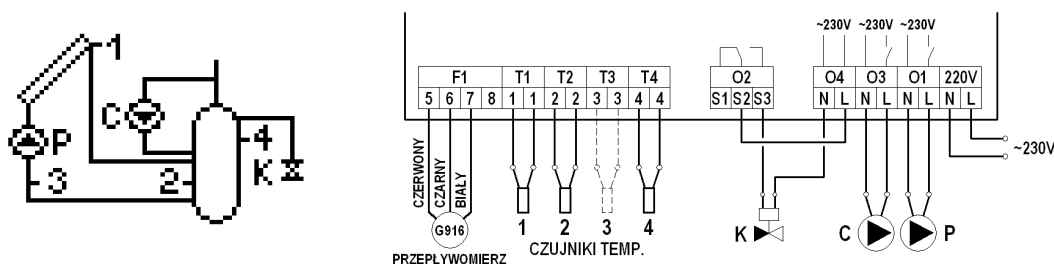 1
C
P
4
K
3
2
~230V ~230V ~230V
F1 T1 T2 T3 T4 O2 O4 O3 O1 220V
5 6 7 8 1 1 2 2 3 3 4 4 S1 S2 S3 N L N L N L N L
~230V
CZERWONY
CZARNY
BIAŁY
G916
1 2 3 4
K C P
CZUJNIKI TEMP.
PRZEPŁYWOMIERZ